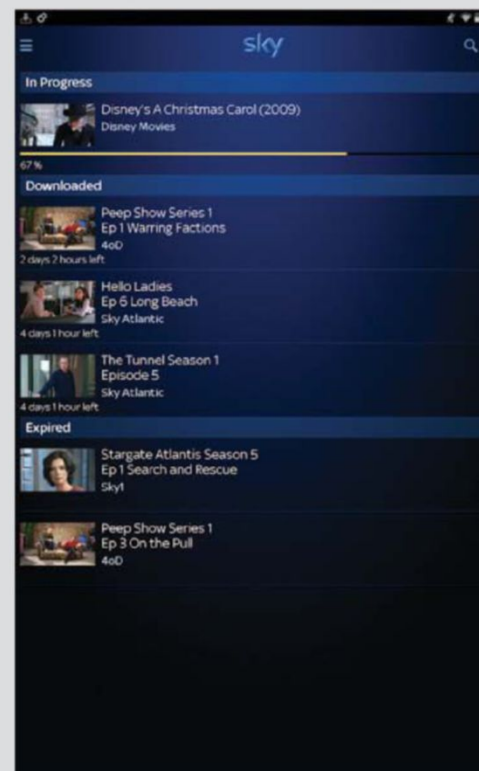 sky
In Progress
Disney's A Christmas Carol (2009)
Disney Movies
67%
Downloaded
Peep Show Series 1
Ep 1 Warring Factions
4oD
2 days 2 hours left
Hello Ladies
Ep 6 Long Beach
Sky Atlantic
4 days 1 hour left
The Tunnel Season 1
Episode 5
Sky Atlantic
4 days 1 hour left
Expired
Stargate Atlantis Season 5
Ep 1 Search and Rescue
Sky1
Peep Show Series 1
Ep 3 On the Pull
4oD